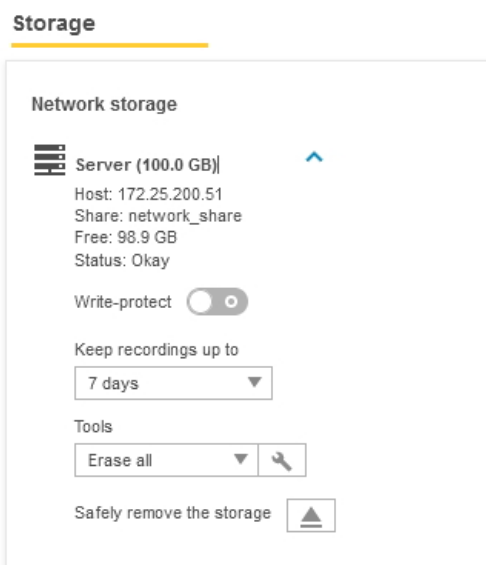 Storage
Network storage
Server (100.0 GB)
Host: 172.25.200.51
Share: network_share
Free: 98.9 GB
Status: Okay
Write-protect
Keep recordings up to
7 days
Tools
Erase all
Safely remove the storage